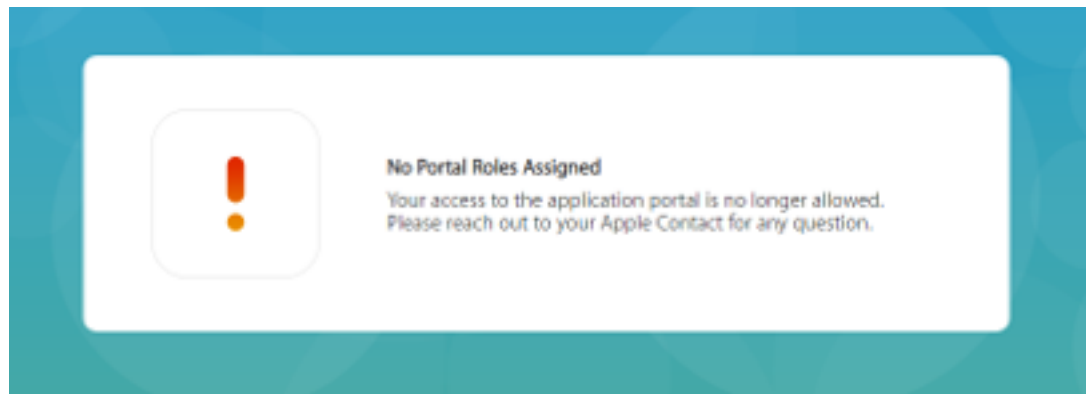 No Portal Roles Assigned
Your access to the application portal is no longer allowed.
Please reach out to your Apple Contact for any question.